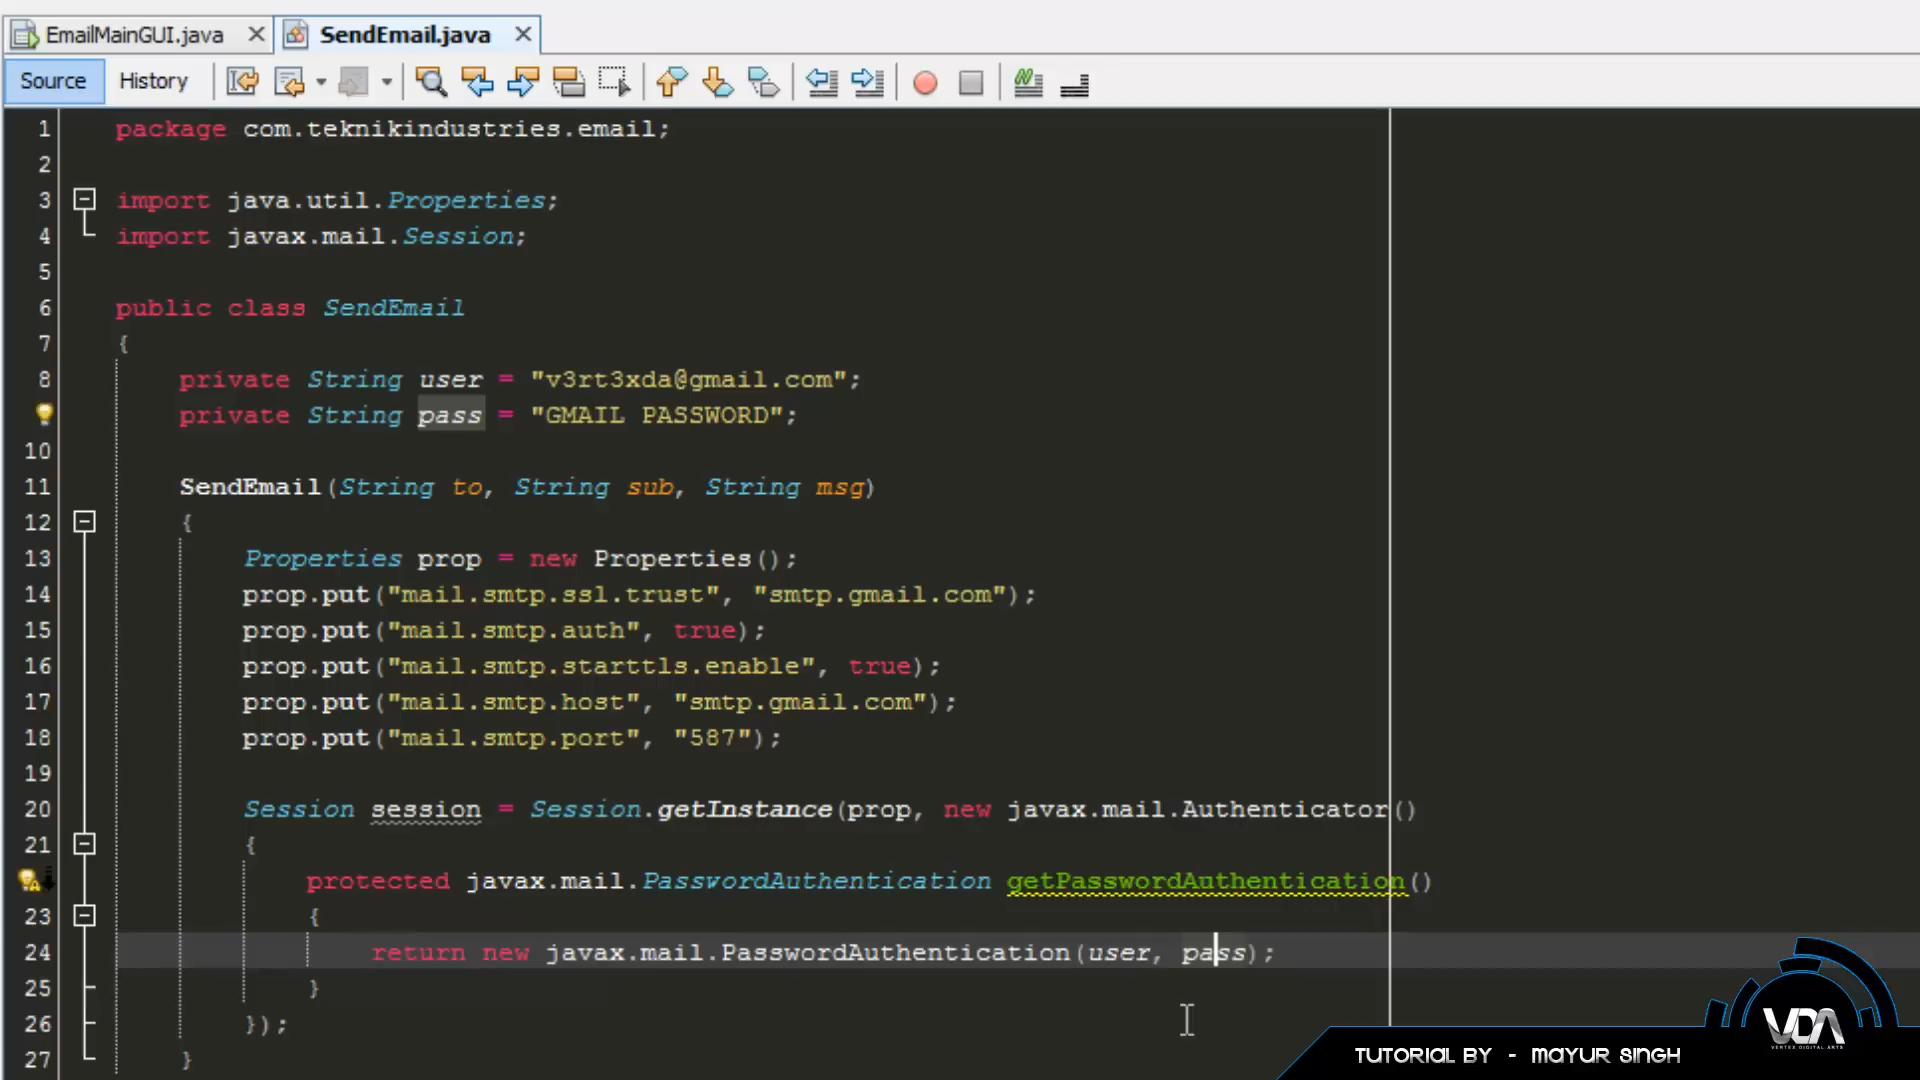 EmailMainGUI.java SendEmail.java
Source History
1 package com.teknikindustries.email;
2
3 import java.util.Properties;
4 import javax.mail.Session;
5
6 public class SendEmail
7 {
8 private String user = "v3rt3xda@gmail.com";
private String pass = "GMAIL PASSWORD";
10
11 SendEmail(String to, String sub, String msg)
12 {
13 Properties prop = new Properties();
14 prop.put("mail.smtp.ssl.trust", "smtp.gmail.com");
15 prop.put("mail.smtp.auth", true);
16 prop.put("mail.smtp.starttls.enable", true);
17 prop.put("mail.smtp.host", "smtp.gmail.com");
18 prop.put("mail.smtp.port", "587");
19
20 Session session = Session.getInstance(prop, new javax.mail.Authenticator()
21 {
protected javax.mail.PasswordAuthentication getPasswordAuthentication()
23 {
24 return new javax.mail.PasswordAuthentication(user, pass);
25 }
26 });
27 }
VDA
VERTEX DIGITAL ARTS
TUTORIAL BY - MAYUR SINGH